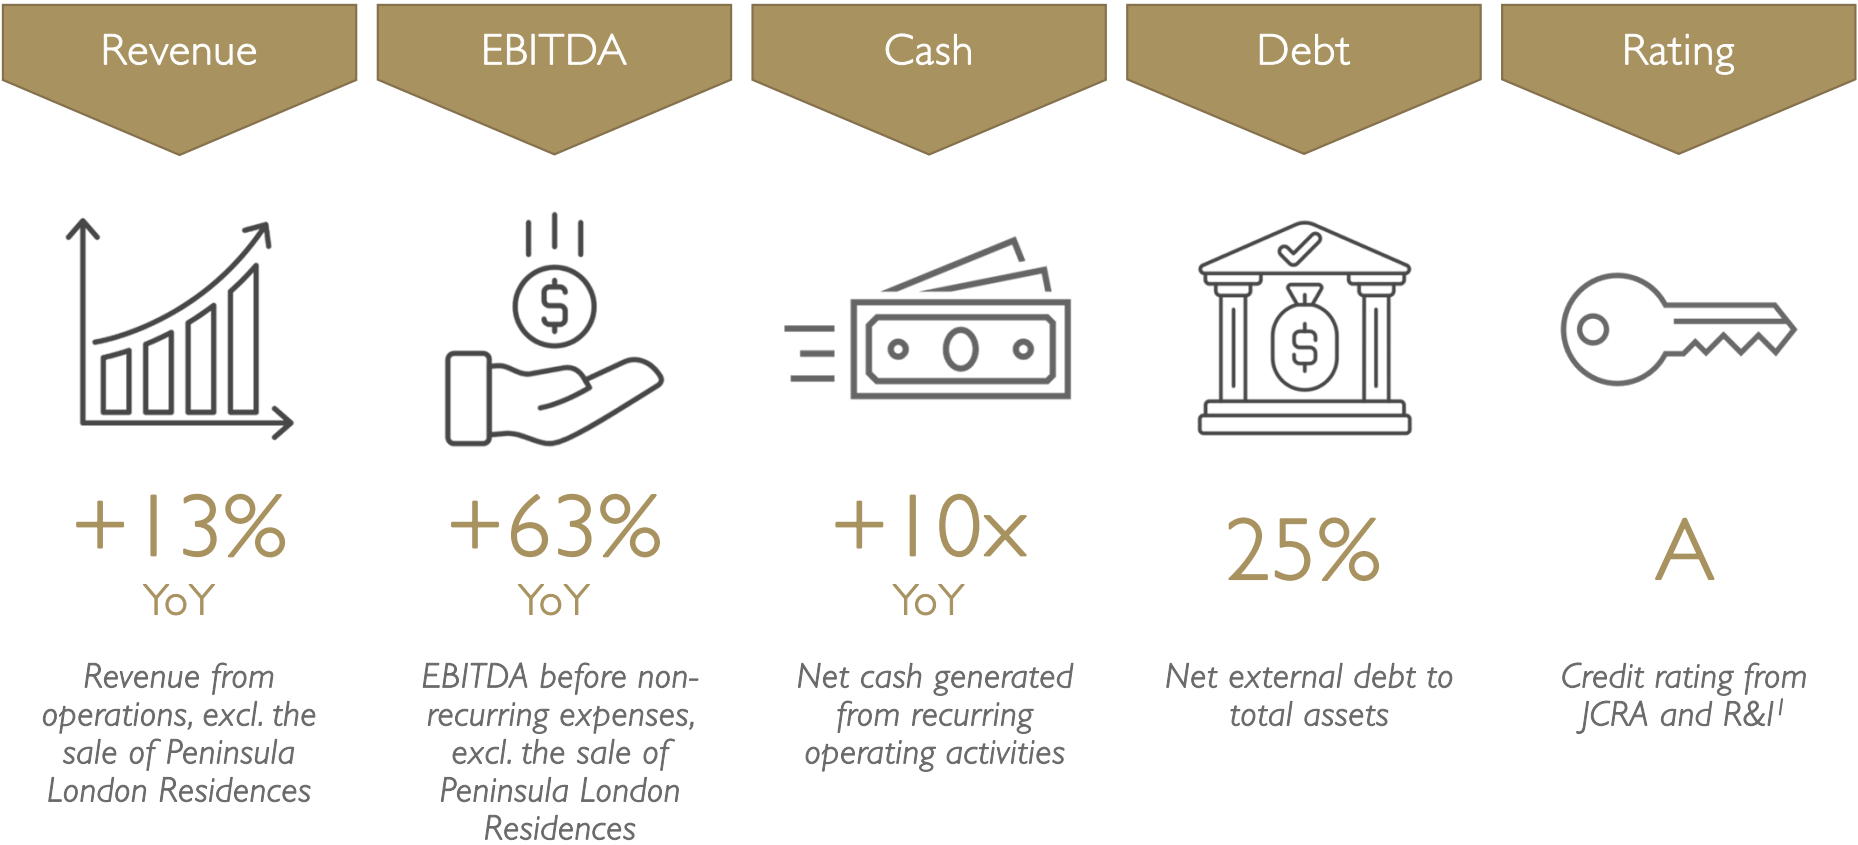 Revenue
EBITDA
Cash
Debt
Rating
+13%
YoY
Revenue from
operations, excl. the
sale of Peninsula
London Residences
+63%
YoY
EBITDA before non-
recurring expenses,
excl. the sale of
Peninsula London
Residences
+10x
YoY
Net cash generated
from recurring
operating activities
25%
Net external debt to
total assets
A
Credit rating from
JCRA and R&I¹